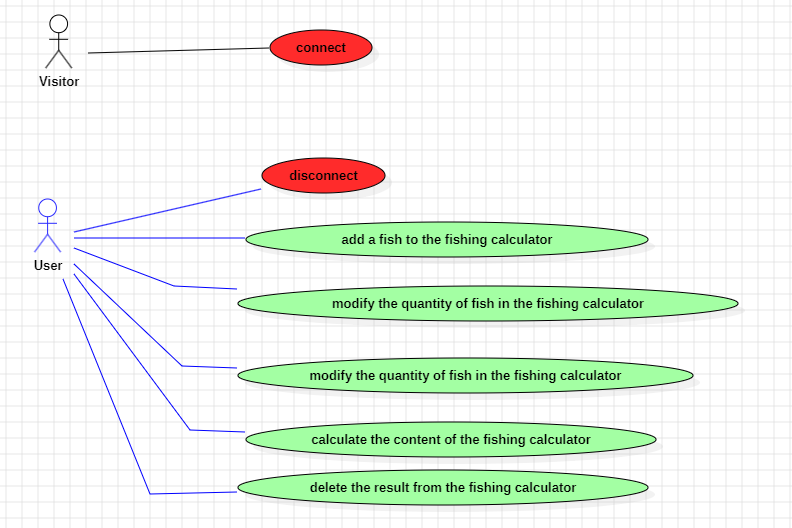 connect
Visitor
disconnect
add a fish to the fishing calculator
User
modify the quantity of fish in the fishing calculator
modify the quantity of fish in the fishing calculator
calculate the content of the fishing calculator
delete the result from the fishing calculator